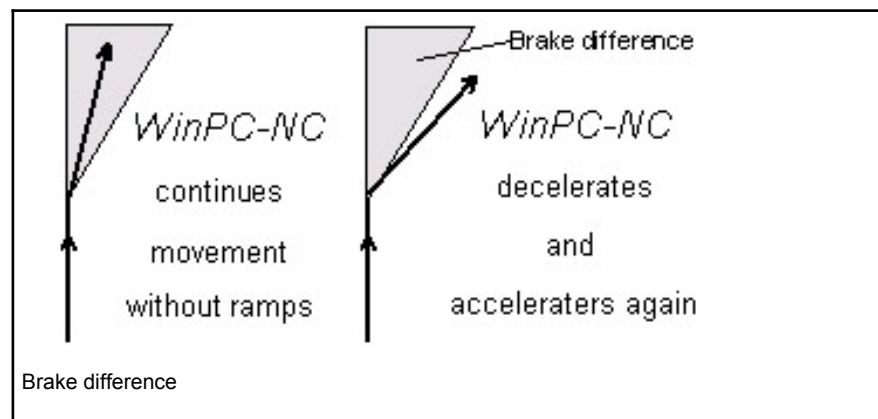 Brake difference
WinPC-NC
continues
movement
without ramps
WinPC-NC
decelerates
and
acceleraters again
Brake difference